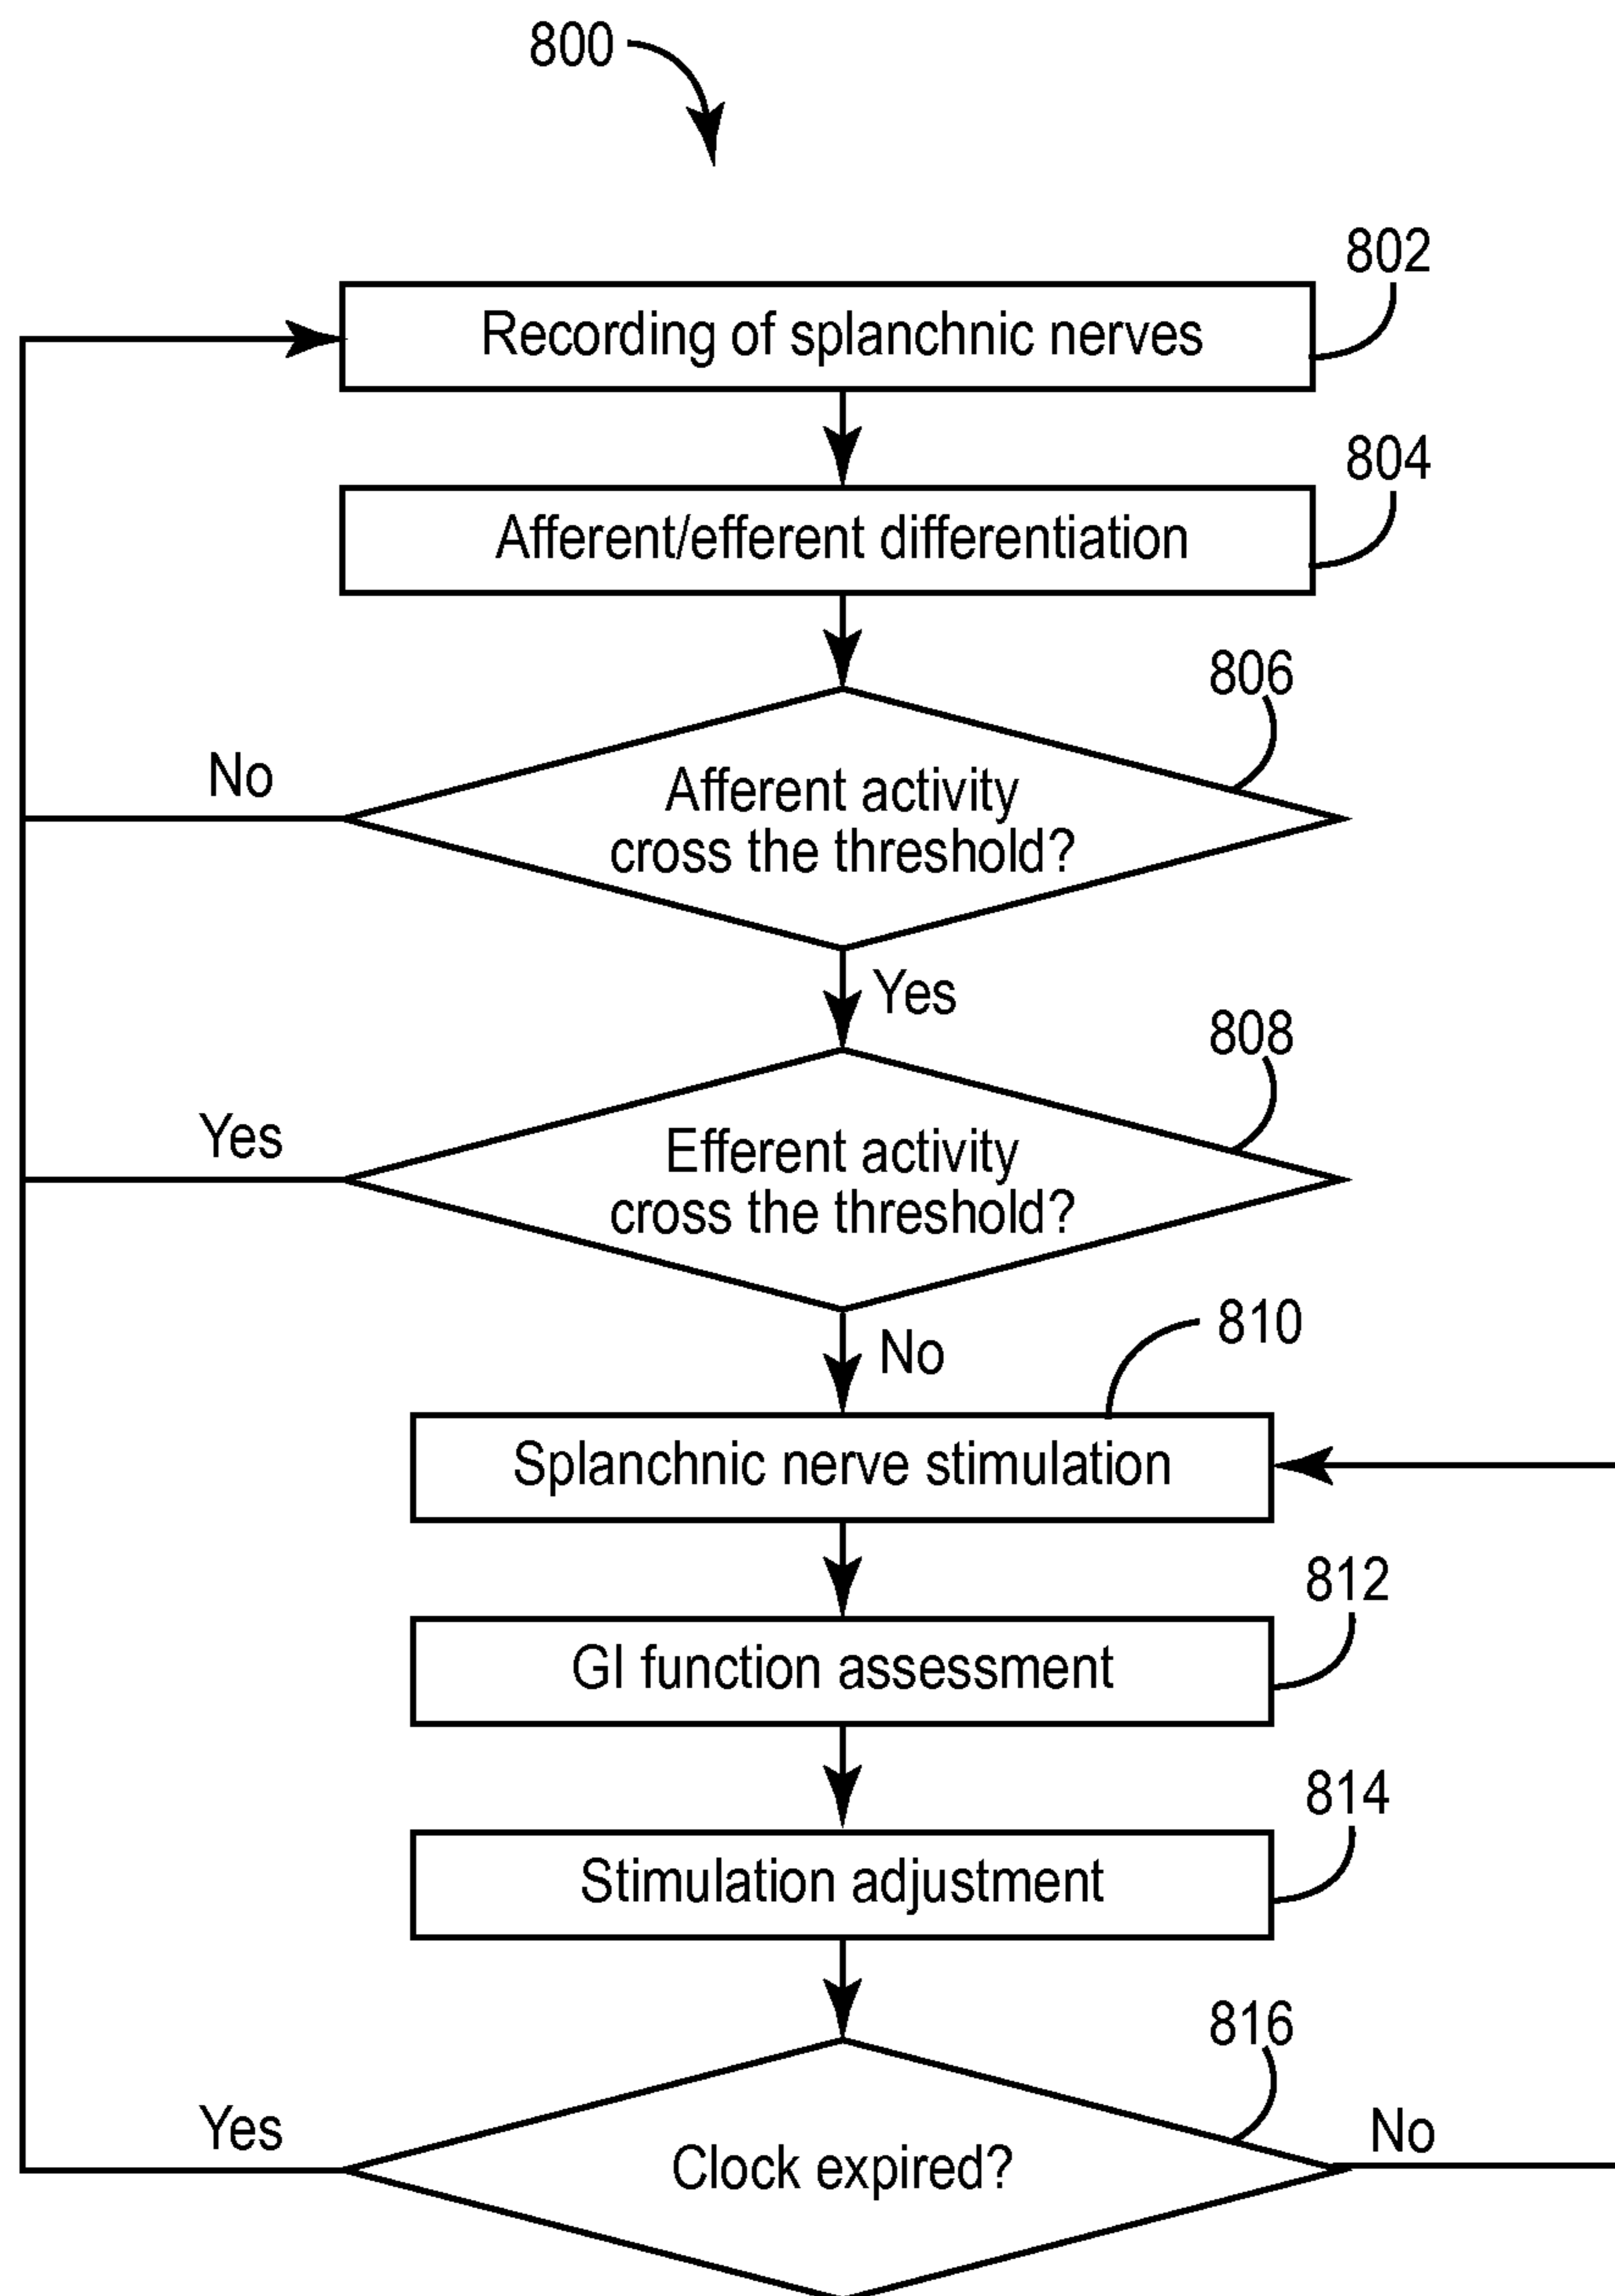 800
802
Recording of splanchnic nerves
804
Afferent/efferent differentiation
806
No
Afferent activity
cross the threshold?
Yes
808
Yes
Efferent activity
cross the threshold?
810
No
Splanchnic nerve stimulation
812
GI function assessment
814
Stimulation adjustment
816
Yes
No
Clock expired?